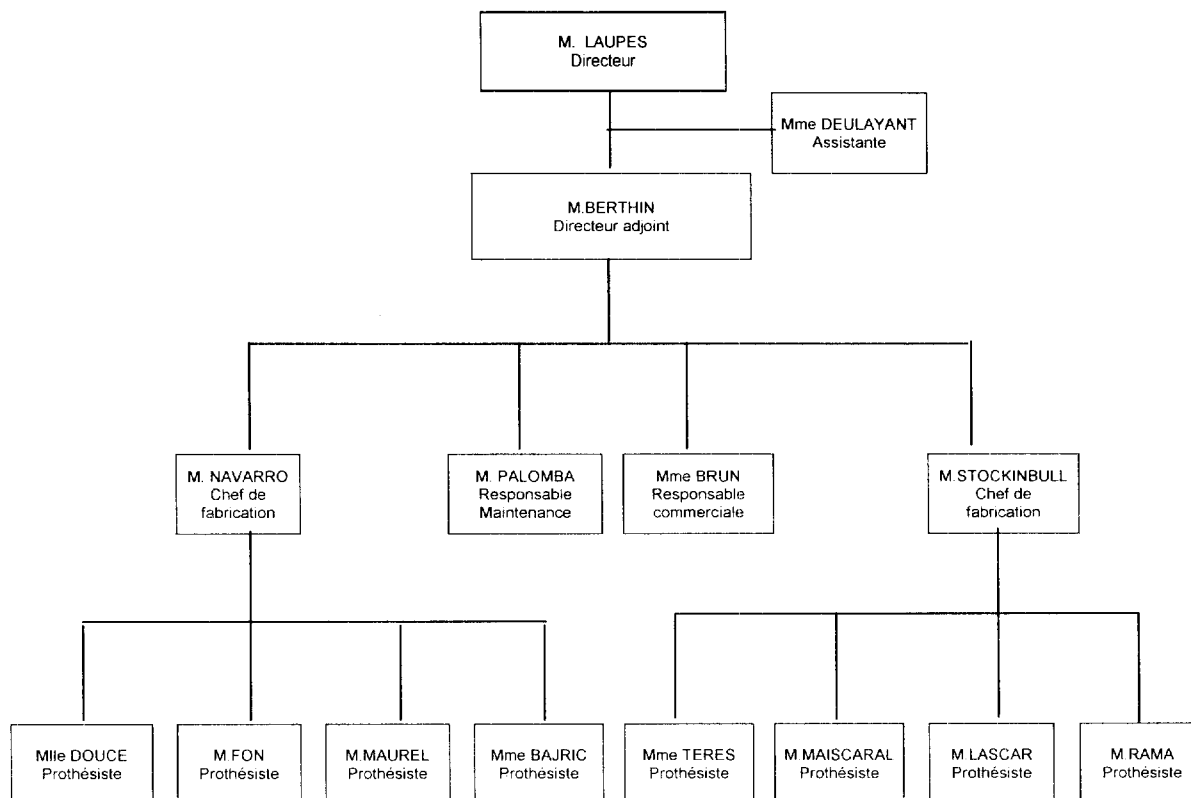 M. LAUPES
Directeur
Mme DEULAYANT
Assistante
M.BERTHIN
Directeur adjoint
M. NAVARRO
Chef de
fabrication
M. PALOMBA
Responsable
Maintenance
Mme BRUN
Responsable
commerciale
M.STOCKINBULL
Chef de
fabrication
Mlle DOUCE
Prothésiste
M.FON
Prothésiste
M.MAUREL
Prothésiste
Mme BAJRIC
Prothésiste
Mme TERES
Prothésiste
M.MAISCARAL
Prothésiste
M.LASCAR
Prothésiste
M.RAMA
Prothésiste